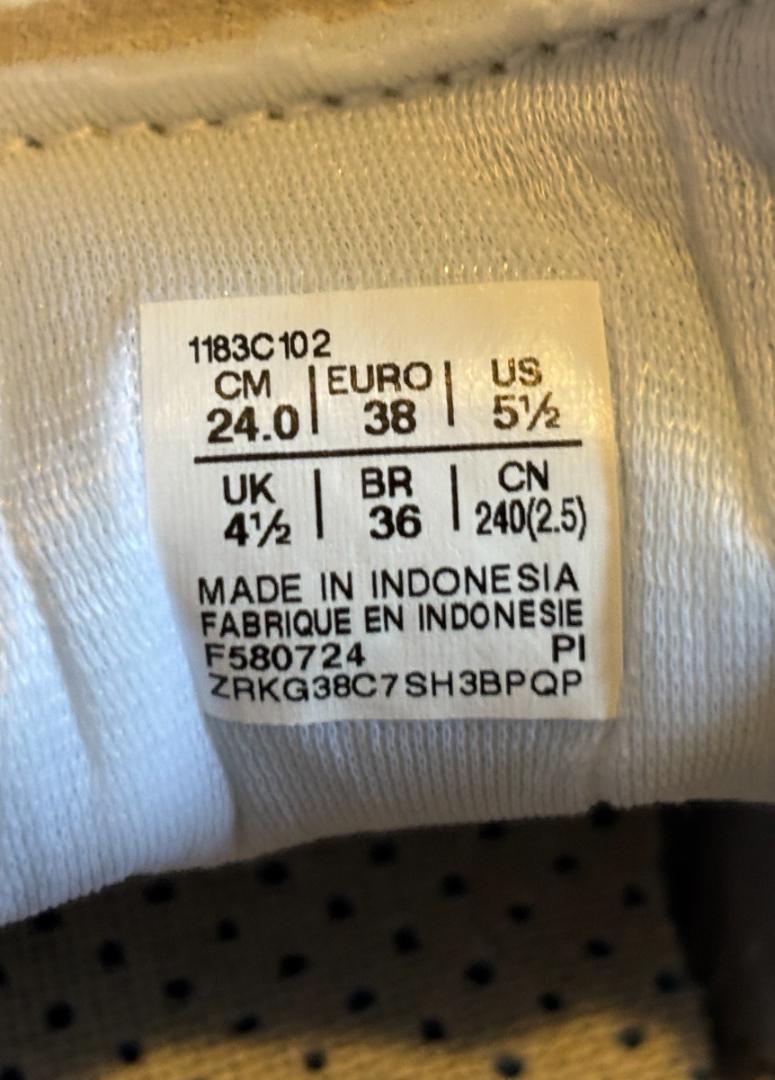 1183C102
CM | EURO | US
24.0 | 38 | 5½
UK | BR | CN
4½ | 36 | 240(2.5)
MADE IN INDONESIA
FABRIQUE EN INDONESIE
F580724 PI
ZRKG38C7SH3BPQP